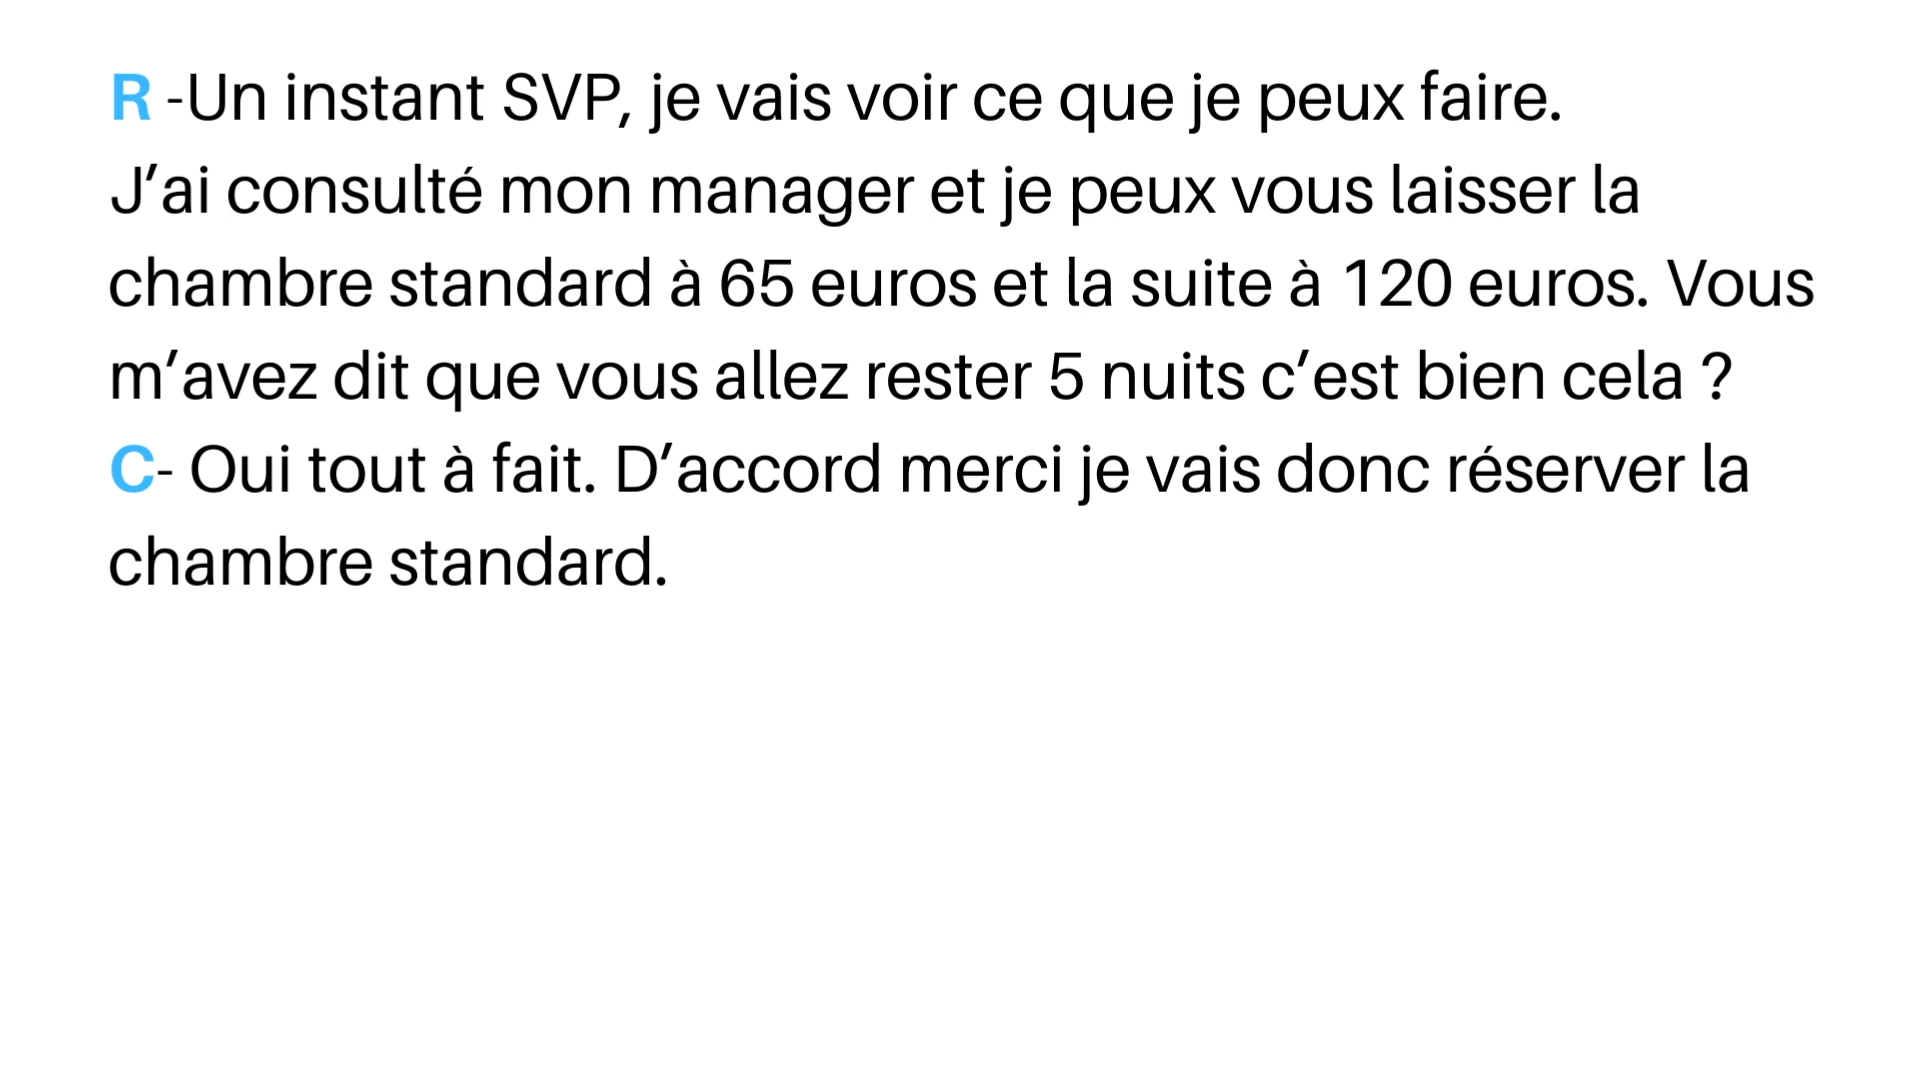 R -Un instant SVP, je vais voir ce que je peux faire.
J’ai consulté mon manager et je peux vous laisser la
chambre standard à 65 euros et la suite à 120 euros. Vous
m’avez dit que vous allez rester 5 nuits c’est bien cela ?
C- Oui tout à fait. D’accord merci je vais donc réserver la
chambre standard.